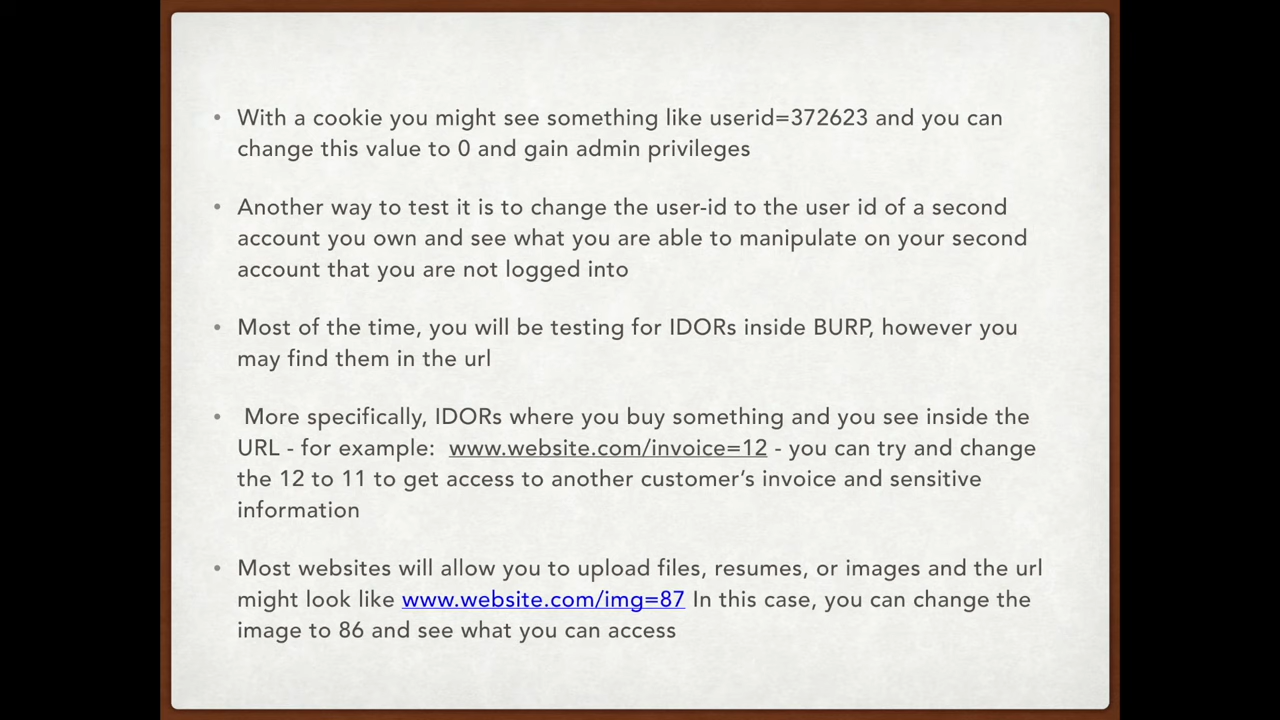 • With a cookie you might see something like userid=372623 and you can
change this value to 0 and gain admin privileges
• Another way to test it is to change the user-id to the user id of a second
account you own and see what you are able to manipulate on your second
account that you are not logged into
• Most of the time, you will be testing for IDORs inside BURP, however you
may find them in the url
• More specifically, IDORs where you buy something and you see inside the
URL - for example: www.website.com/invoice=12 - you can try and change
the 12 to 11 to get access to another customer’s invoice and sensitive
information
• Most websites will allow you to upload files, resumes, or images and the url
might look like www.website.com/img=87 In this case, you can change the
image to 86 and see what you can access